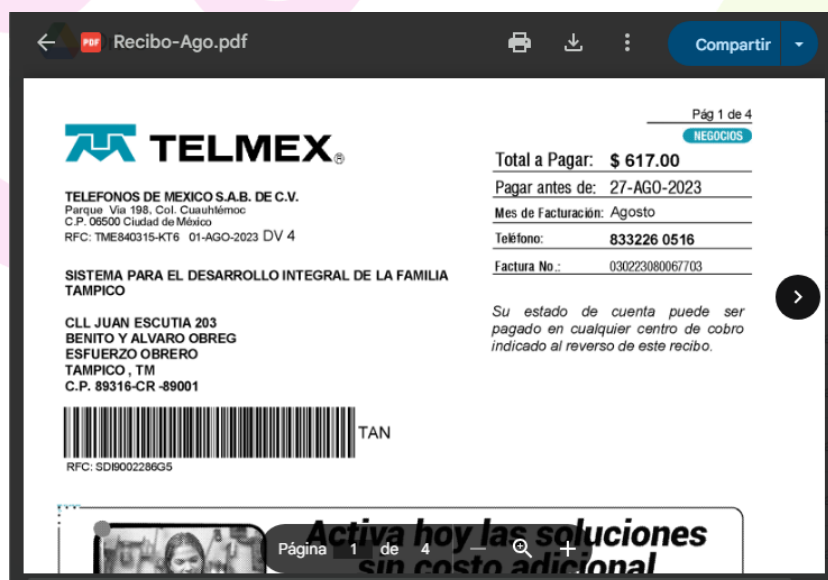 PDF Recibo-Ago.pdf
Compartir
Pág 1 de 4
NEGOCIOS
TELMEX®
Total a Pagar: $ 617.00
Pagar antes de: 27-AGO-2023
Mes de Facturación: Agosto
Teléfono: 833226 0516
Factura No.: 030223080067703
TELEFONOS DE MEXICO S.A.B. DE C.V.
Parque Via 198, Col. Cuauhtémoc
C.P. 06500 Ciudad de México
RFC: TME840315-KT6 01-AGO-2023 DV 4
SISTEMA PARA EL DESARROLLO INTEGRAL DE LA FAMILIA
TAMPICO
CLL JUAN ESCUTIA 203
BENITO Y ALVARO OBREG
ESFUERZO OBRERO
TAMPICO , TM
C.P. 89316-CR -89001
Su estado de cuenta puede ser
pagado en cualquier centro de cobro
indicado al reverso de este recibo.
TAN
RFC: SDI9002286G5
Activa hoy las soluciones
sin costo adicional
Página 1 de 4